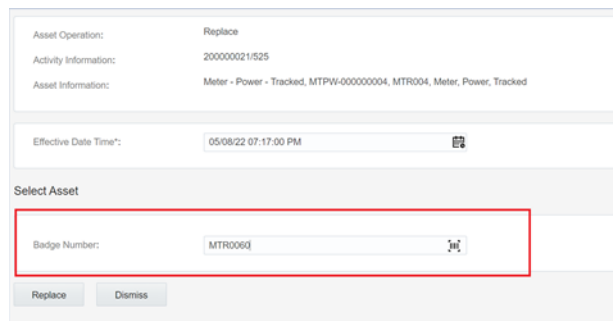 Asset Operation: Replace
Activity Information: 200000021/525
Asset Information: Meter - Power - Tracked, MTPW-000000004, MTR004, Meter, Power, Tracked
Effective Date Time*: 05/08/22 07:17:00 PM
Select Asset
Badge Number: MTR0060
Replace Dismiss